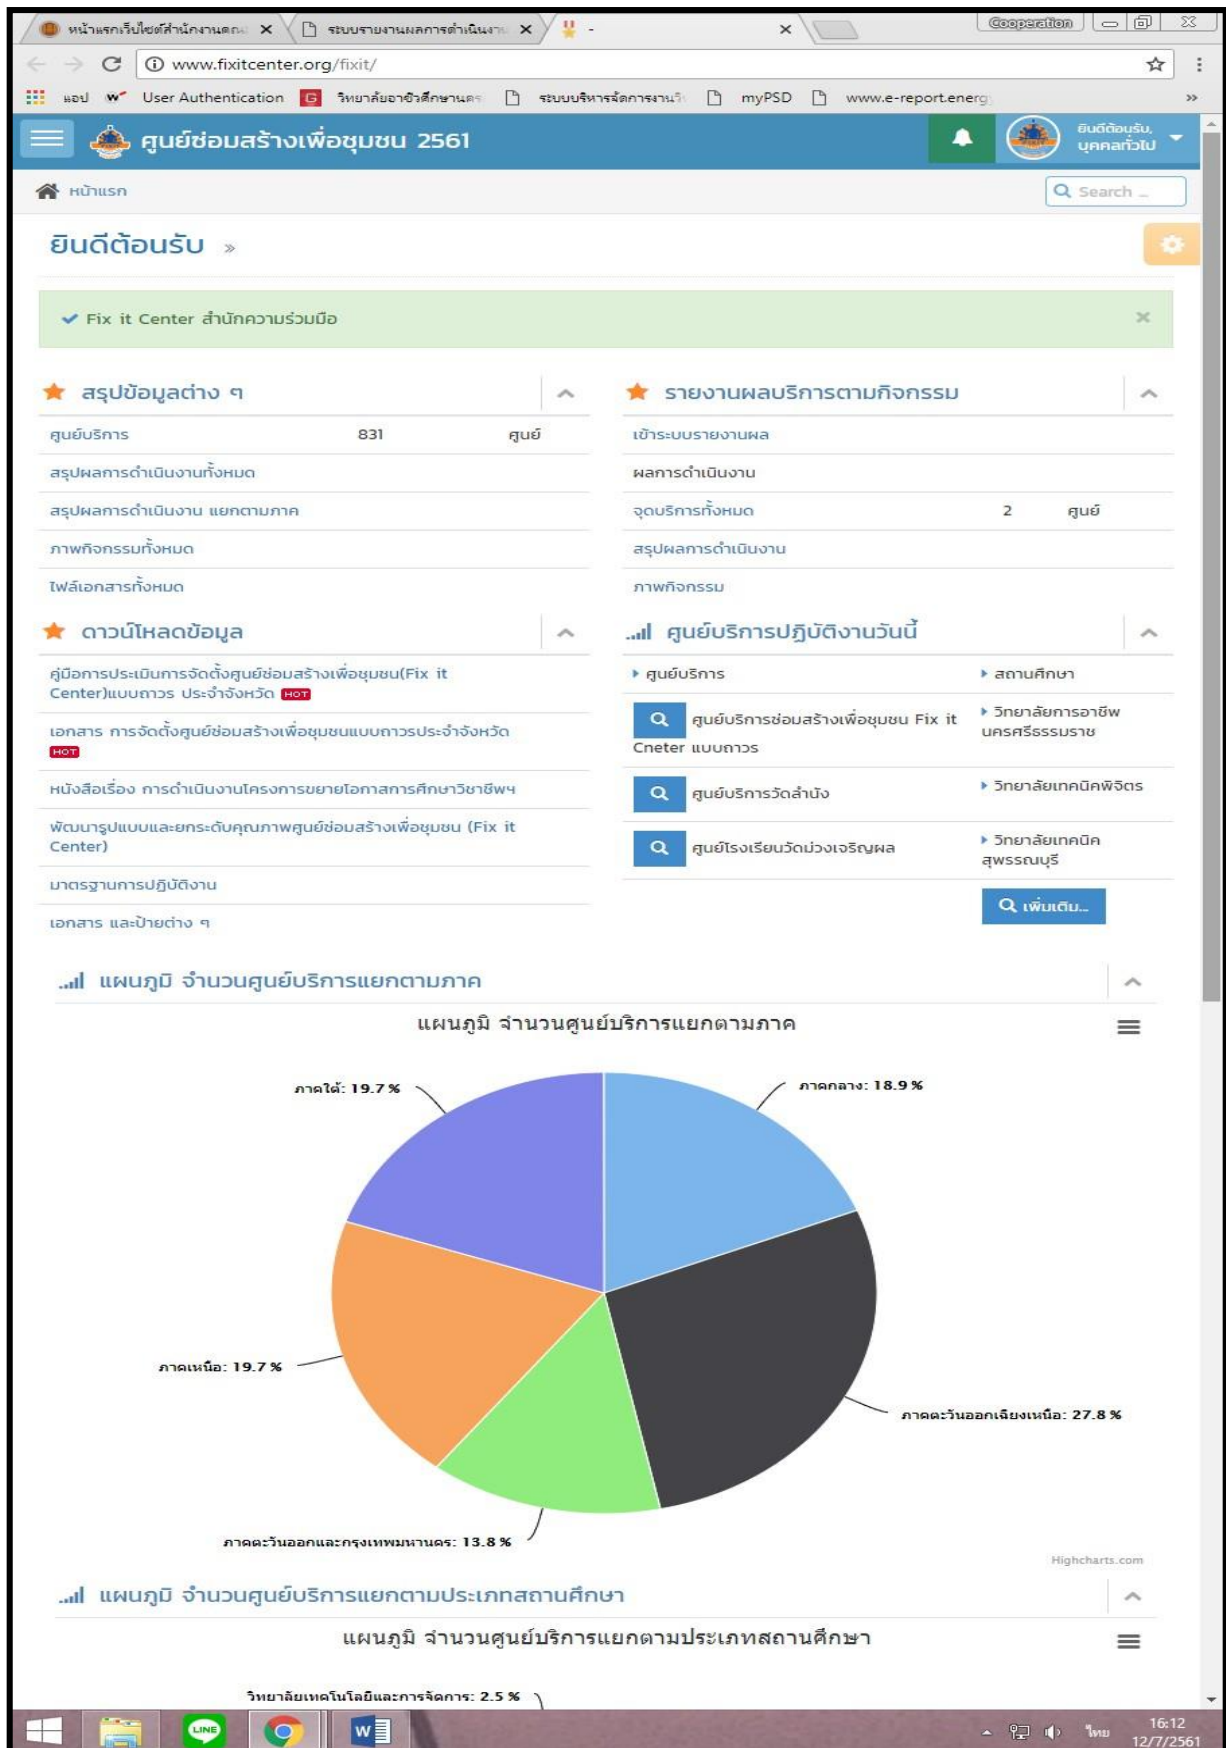 หน้าแรกเว็บไซต์สำนักงานคณ
ระบบรายงานผลการดำเนินงาน
-
Cooperation
www.fixitcenter.org/fixit/
แอป
User Authentication
วิทยาลัยอาชีวศึกษานคร
ระบบบริหารจัดการงานวิ
myPSD
www.e-report.energy
»
ศูนย์ซ่อมสร้างเพื่อชุมชน 2561
ยินดีต้อนรับ,
บุคคลทั่วไป
หน้าแรก
Search ...
ยินดีต้อนรับ »
Fix it Center สำนักความร่วมมือ
สรุปข้อมูลต่าง ๆ
ศูนย์บริการ 831 ศูนย์
สรุปผลการดำเนินงานทั้งหมด
สรุปผลการดำเนินงาน แยกตามภาค
ภาพกิจกรรมทั้งหมด
ไฟล์เอกสารทั้งหมด
รายงานผลบริการตามกิจกรรม
เข้าระบบรายงานผล
ผลการดำเนินงาน
จุดบริการทั้งหมด 2 ศูนย์
สรุปผลการดำเนินงาน
ภาพกิจกรรม
ดาวน์โหลดข้อมูล
คู่มือการประเมินการจัดตั้งศูนย์ซ่อมสร้างเพื่อชุมชน(Fix it
Center)แบบถาวร ประจำจังหวัด HOT
เอกสาร การจัดตั้งศูนย์ซ่อมสร้างเพื่อชุมชนแบบถาวรประจำจังหวัด
HOT
หนังสือเรื่อง การดำเนินงานโครงการขยายโอกาสการศึกษาวิชาชีพฯ
พัฒนารูปแบบและยกระดับคุณภาพศูนย์ซ่อมสร้างเพื่อชุมชน (Fix it
Center)
มาตรฐานการปฏิบัติงาน
เอกสาร และป้ายต่าง ๆ
ศูนย์บริการปฏิบัติงานวันนี้
ศูนย์บริการ สถานศึกษา
ศูนย์บริการซ่อมสร้างเพื่อชุมชน Fix it
Cneter แบบถาวร
วิทยาลัยการอาชีพ
นครศรีธรรมราช
ศูนย์บริการวัดลำนัง วิทยาลัยเทคนิคพิจิตร
ศูนย์โรงเรียนวัดม่วงเจริญผล
วิทยาลัยเทคนิค
สุพรรณบุรี
เพิ่มเติม...
แผนภูมิ จำนวนศูนย์บริการแยกตามภาค
แผนภูมิ จำนวนศูนย์บริการแยกตามภาค
ภาคใต้: 19.7 %
ภาคกลาง: 18.9 %
ภาคเหนือ: 19.7 %
ภาคตะวันออกเฉียงเหนือ: 27.8 %
ภาคตะวันออกและกรุงเทพมหานคร: 13.8 %
Highcharts.com
แผนภูมิ จำนวนศูนย์บริการแยกตามประเภทสถานศึกษา
แผนภูมิ จำนวนศูนย์บริการแยกตามประเภทสถานศึกษา
วิทยาลัยเทคโนโลยีและการจัดการ: 2.5 %
LINE
ไทย
16:12
12/7/2561